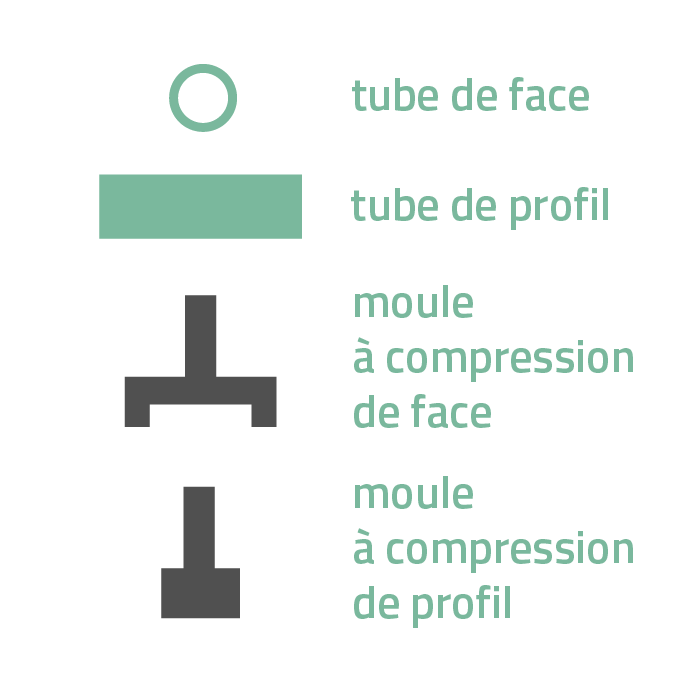 tube de face
tube de profil
moule
à compression
de face
moule
à compression
de profil